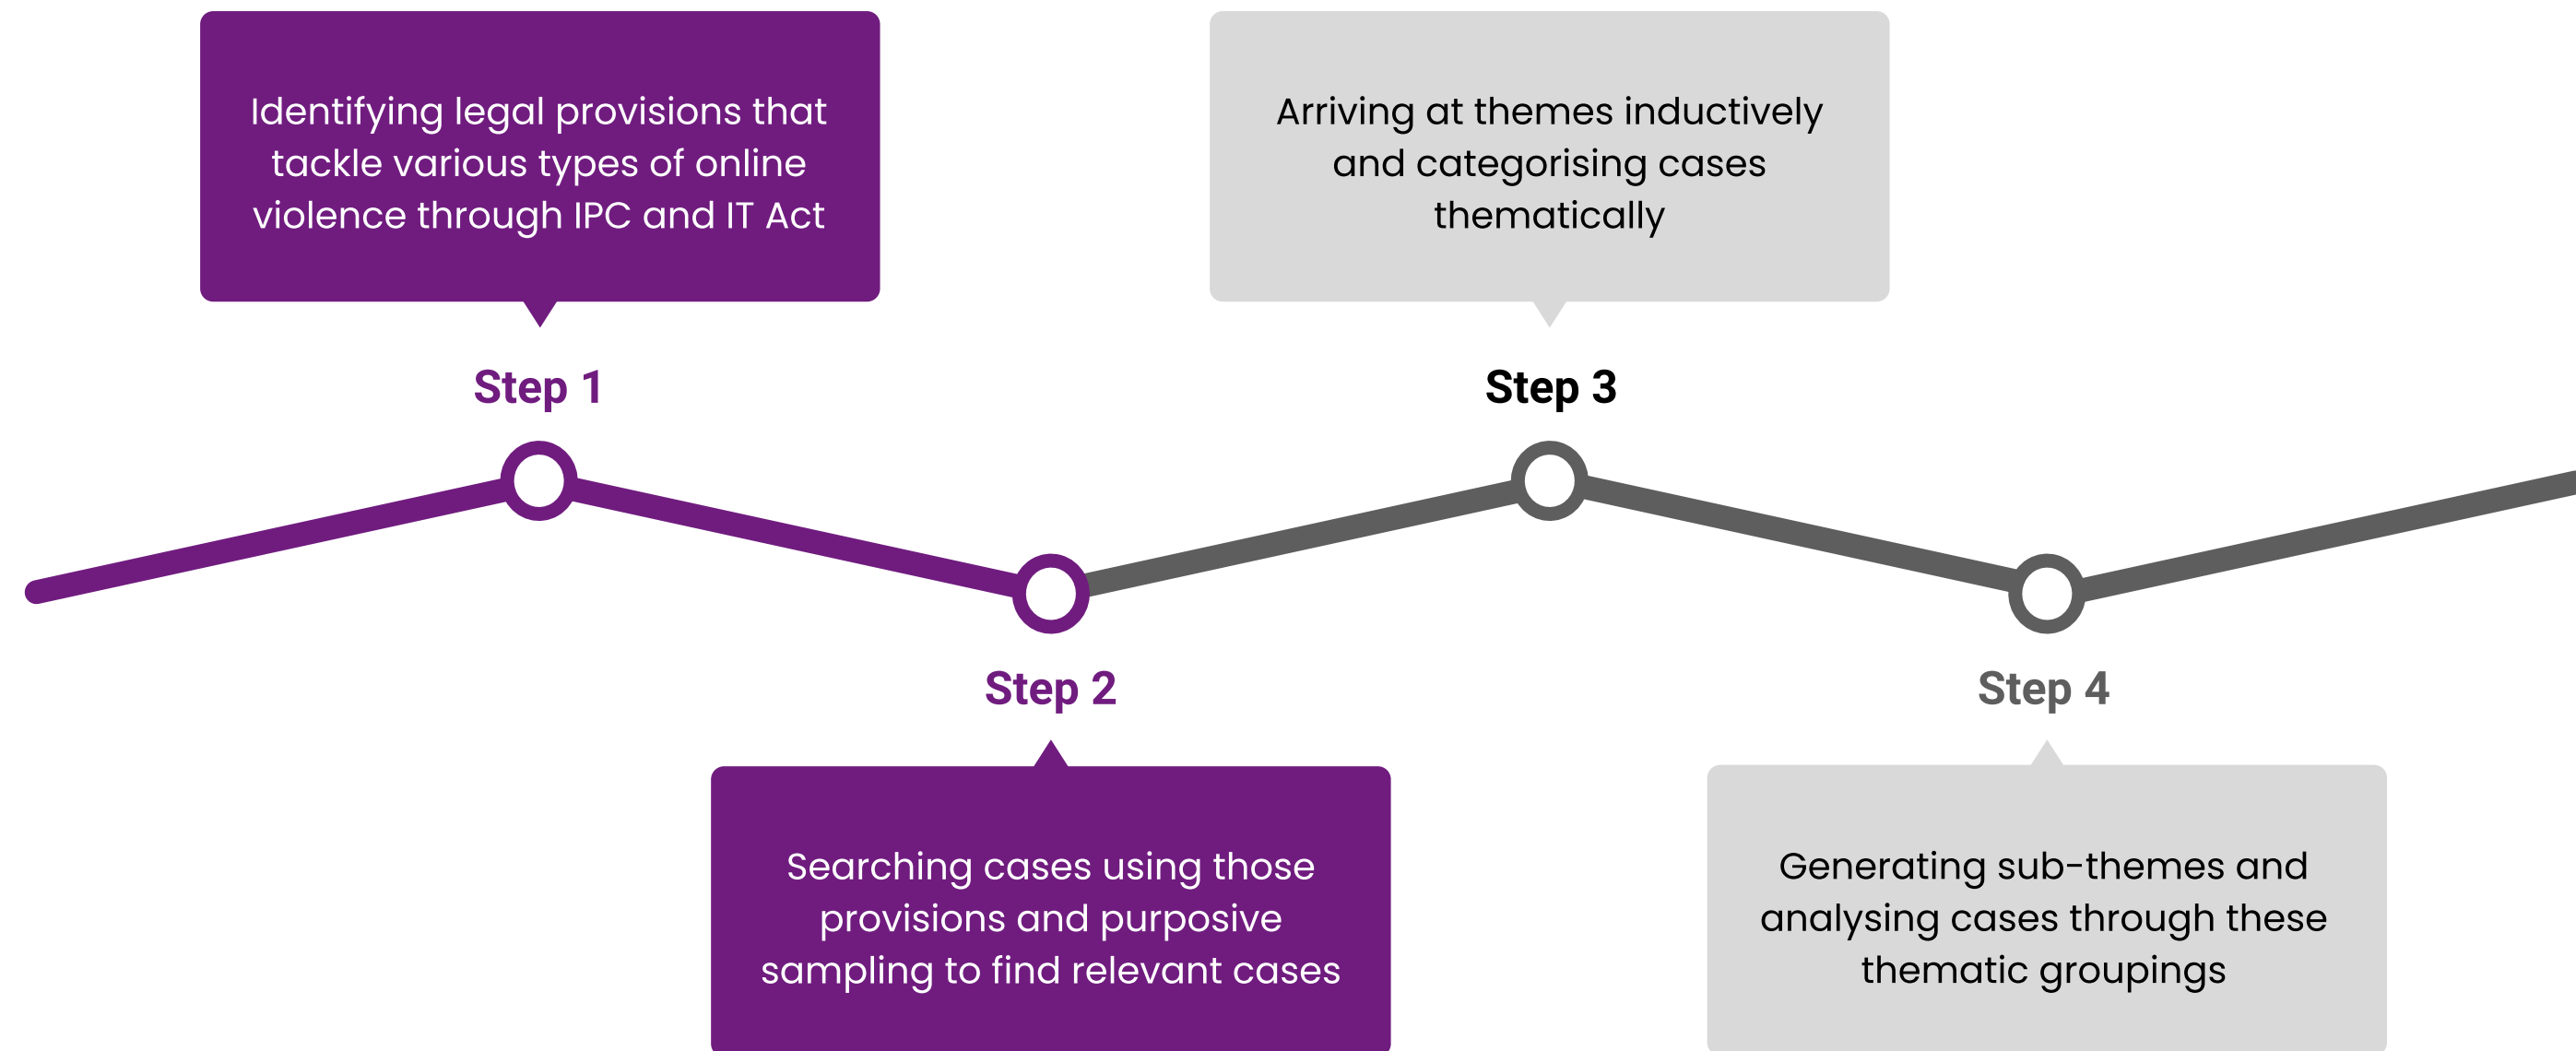 Identifying legal provisions that
tackle various types of online
violence through IPC and IT Act
Step 1
Step 2
Searching cases using those
provisions and purposive
sampling to find relevant cases
Arriving at themes inductively
and categorising cases
thematically
Step 3
Step 4
Generating sub-themes and
analysing cases through these
thematic groupings